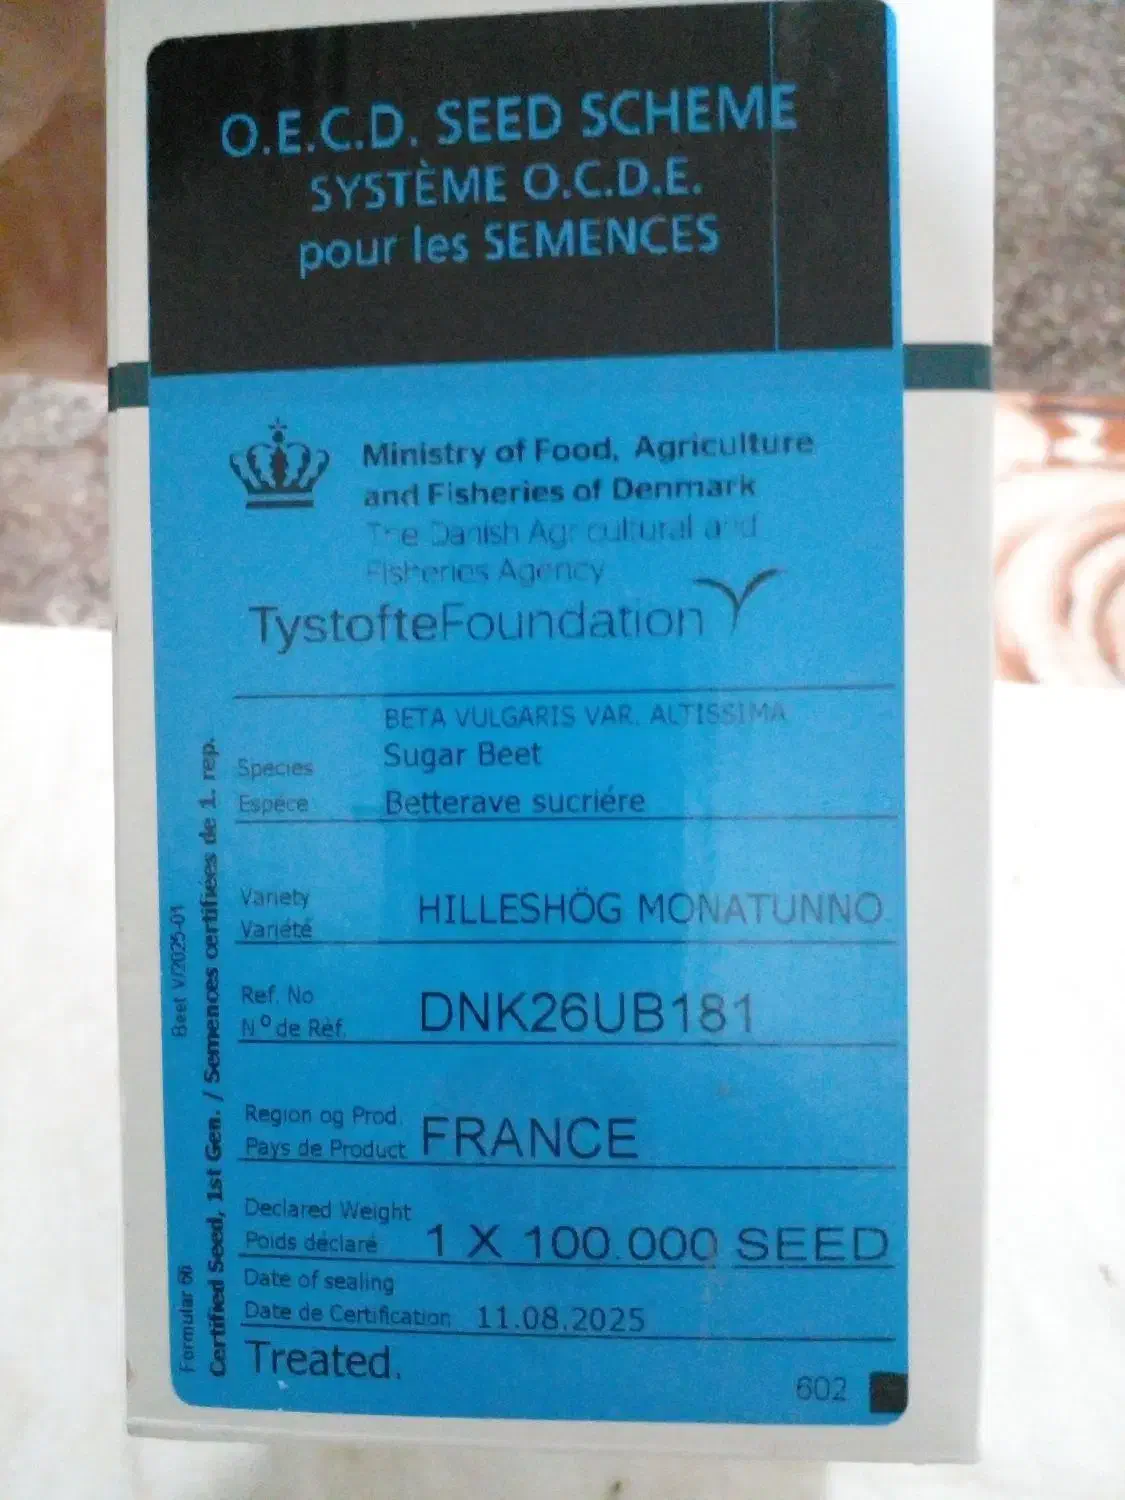 O.E.C.D. SEED SCHEME
SYSTÈME O.C.D.E.
pour les SEMENCES
Ministry of Food, Agriculture
and Fisheries of Denmark
The Danish Agricultural and
Fisheries Agency
TystofteFoundation
BETA VULGARIS VAR. ALTISSIMA
Species Sugar Beet
Espéce Betterave sucriére
Variety
Variété HILLESHÖG MONATUNNO
Ref. No
Nº de Rèf. DNK26UB181
Region og Prod.
Pays de Product. FRANCE
Declared Weight
Poids déclaré 1 X 100.000 SEED
Date of sealing
Date de Certification 11.08.2025
Treated.
602
Formular 60 Beet V/2025-01
Certified Seed, 1st Gen. / Semences certifiées de 1. rep.